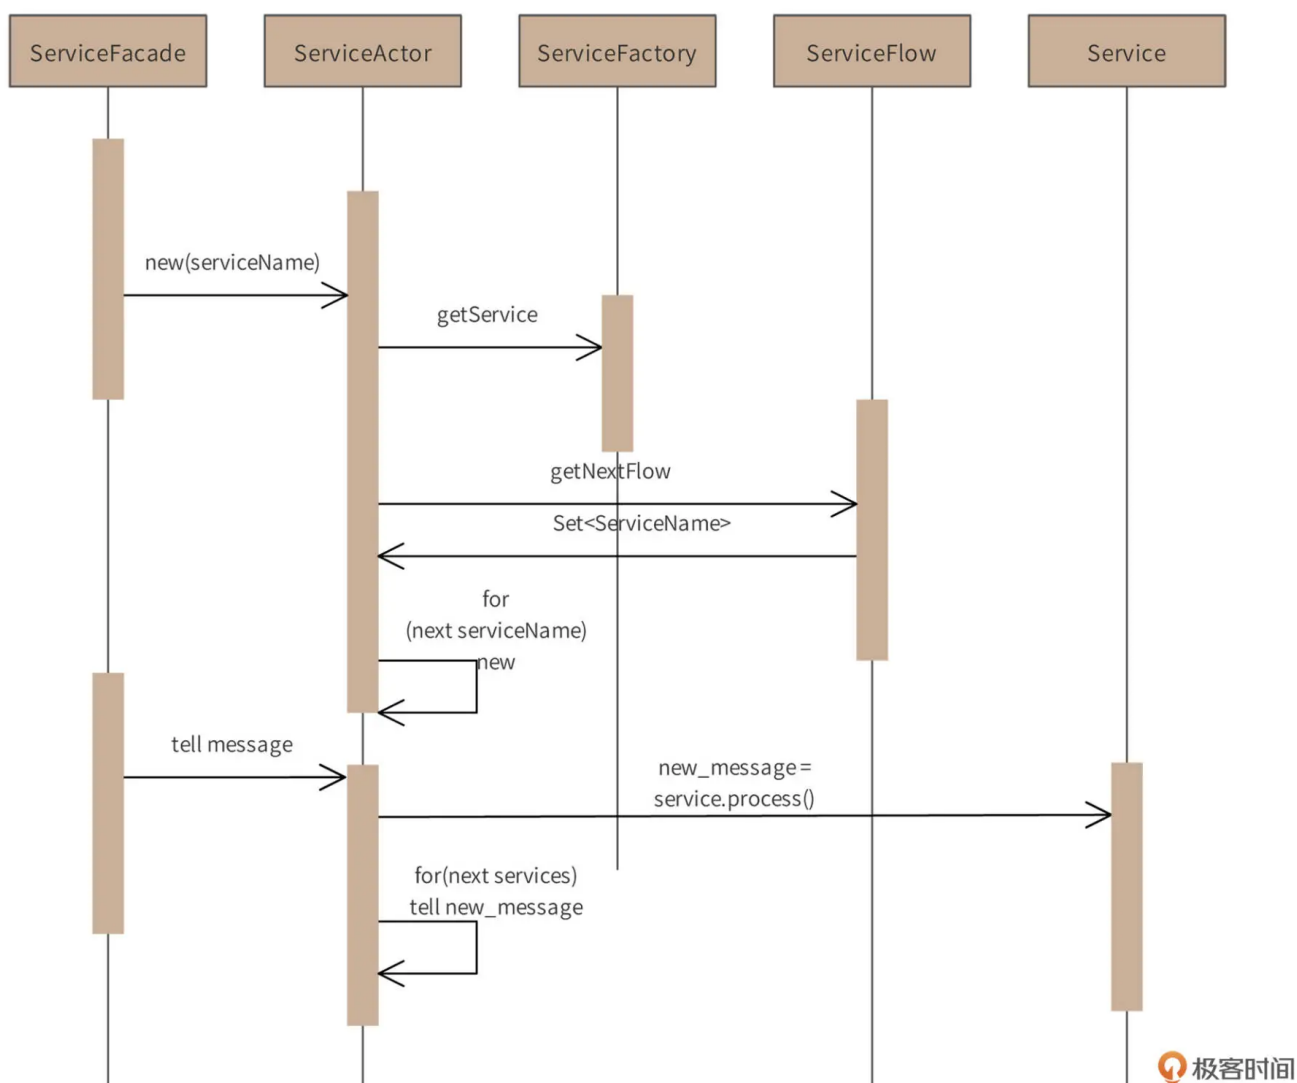 ServiceFacade
ServiceActor
ServiceFactory
ServiceFlow
Service
new(serviceName)
getService
getNextFlow
Set<ServiceName>
for
(next serviceName)
new
tell message
new_message =
service.process()
for(next services)
tell new_message
极客时间